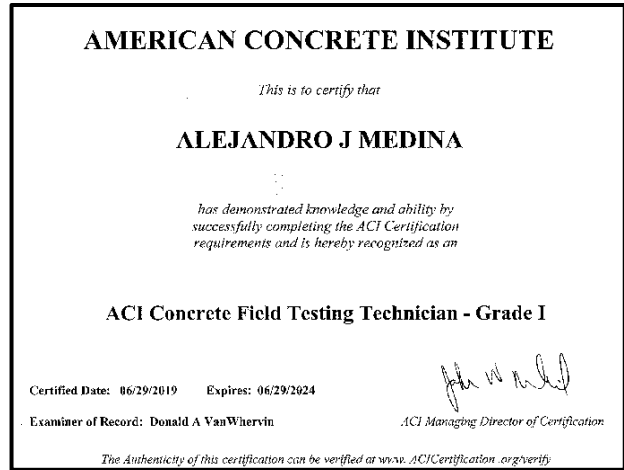 AMERICAN CONCRETE INSTITUTE
This is to certify that
ALEJANDRO J MEDINA
has demonstrated knowledge and ability by
successfully completing the ACI Certification
requirements and is hereby recognized as an
ACI Concrete Field Testing Technician - Grade I
Certified Date: 06/29/2019 Expires: 06/29/2024
Examiner of Record: Donald A VanWhervin
ACI Managing Director of Certification
The Authenticity of this certification can be verified at www. ACICertification .org/verify